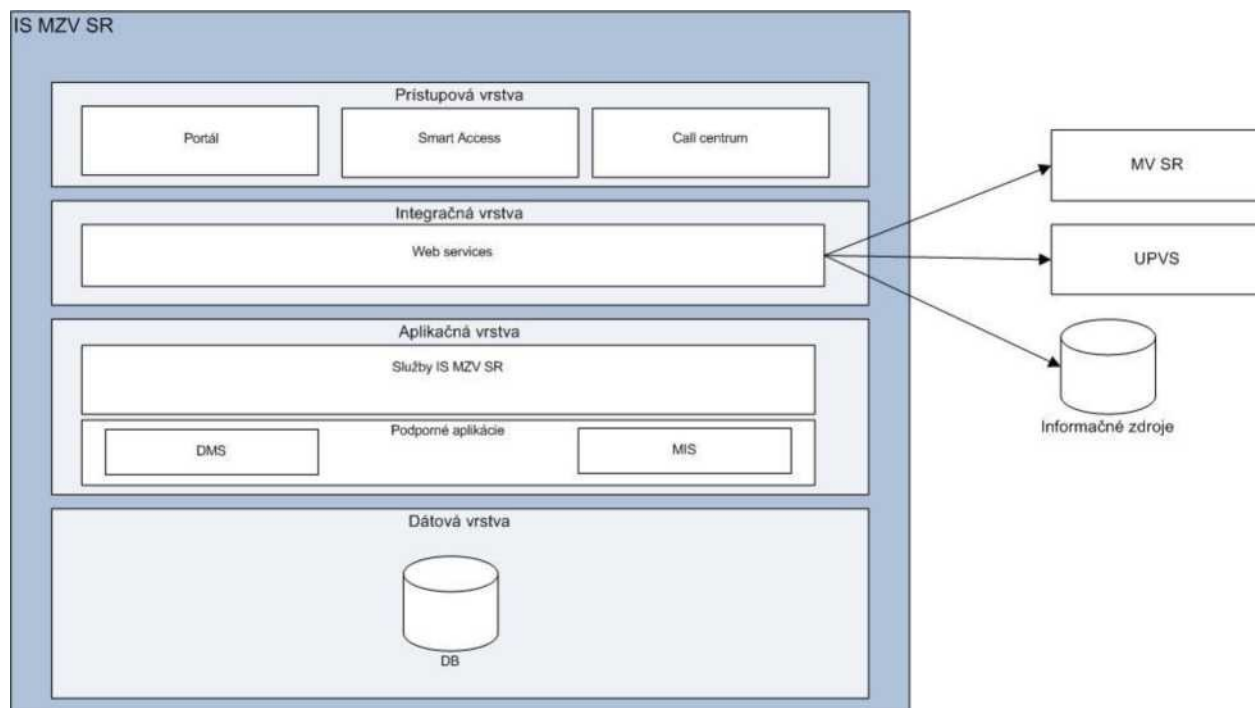 IS MZV SR
Prístupová vrstva
Portál
Smart Access
Call centrum
Integračná vrstva
Web services
Aplikačná vrstva
Služby IS MZV SR
Podporné aplikácie
DMS
MIS
Dátová vrstva
DB
MV SR
UPVS
Informačné zdroje